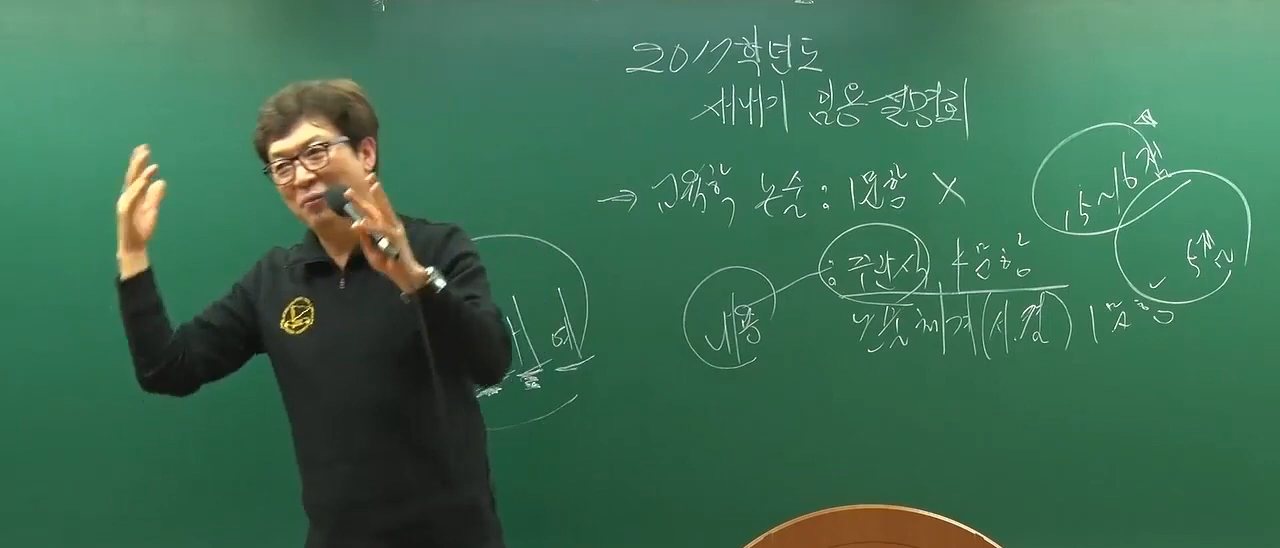 2017학년도
새내기 임용설명회
→ 교육학 논술 : 1문항 X
15~16점
내용 : 주관식 4문항
5점
논문체계(서.결) 1문항